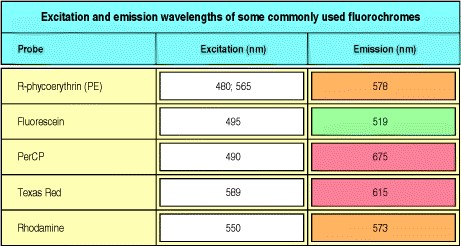 Excitation and emission wavelengths of some commonly used fluorochromes
Probe Excitation (nm) Emission (nm)
R-phycoerythrin (PE) 480; 565 578
Fluorescein 495 519
PerCP 490 675
Texas Red 589 615
Rhodamine 550 573